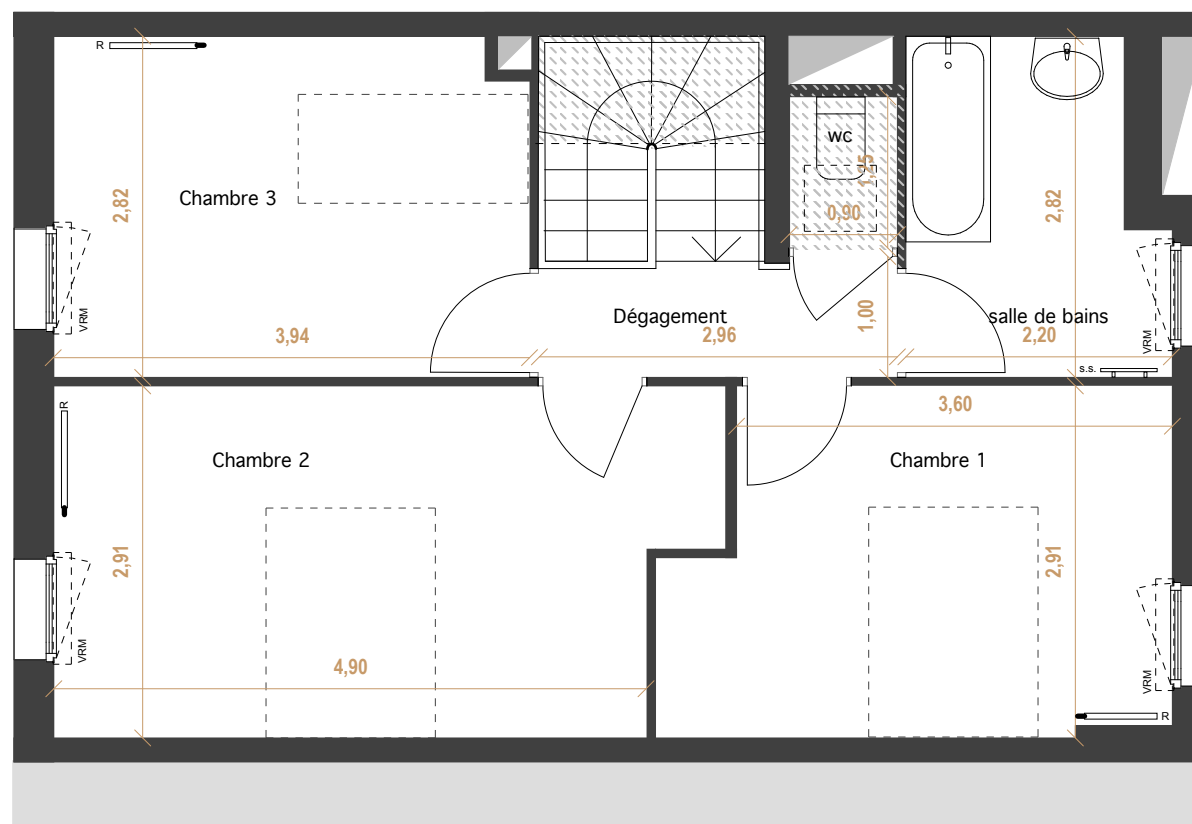 R
WC
1,25
Chambre 3
2,82
0,90
2,82
VRM
Dégagement
1,00
salle de bains
3,94
2,96
2,20
VRM
s.s.
R
3,60
Chambre 2
Chambre 1
2,91
2,91
VRM
4,90
VRM
R